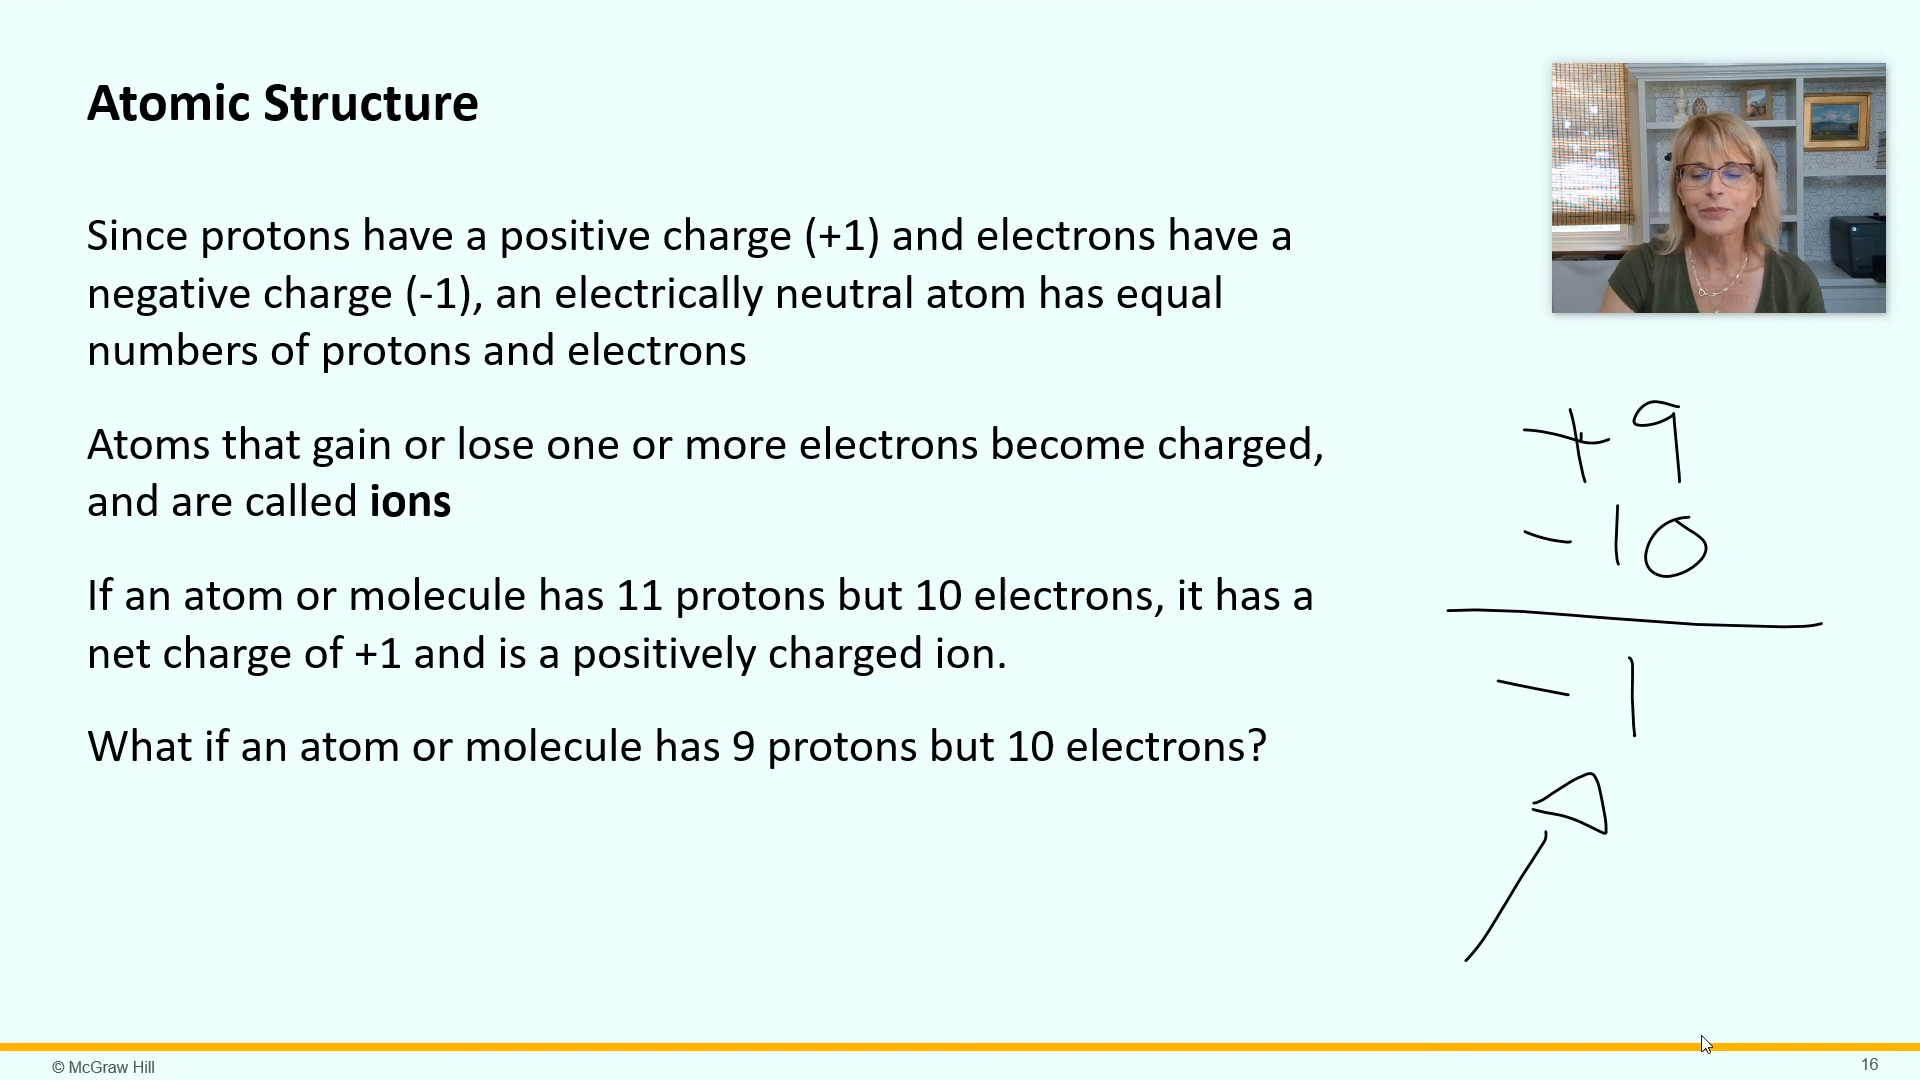 Atomic Structure
Since protons have a positive charge (+1) and electrons have a
negative charge (-1), an electrically neutral atom has equal
numbers of protons and electrons
Atoms that gain or lose one or more electrons become charged,
and are called ions
If an atom or molecule has 11 protons but 10 electrons, it has a
net charge of +1 and is a positively charged ion.
What if an atom or molecule has 9 protons but 10 electrons?
+9
-10
-1
© McGraw Hill
16